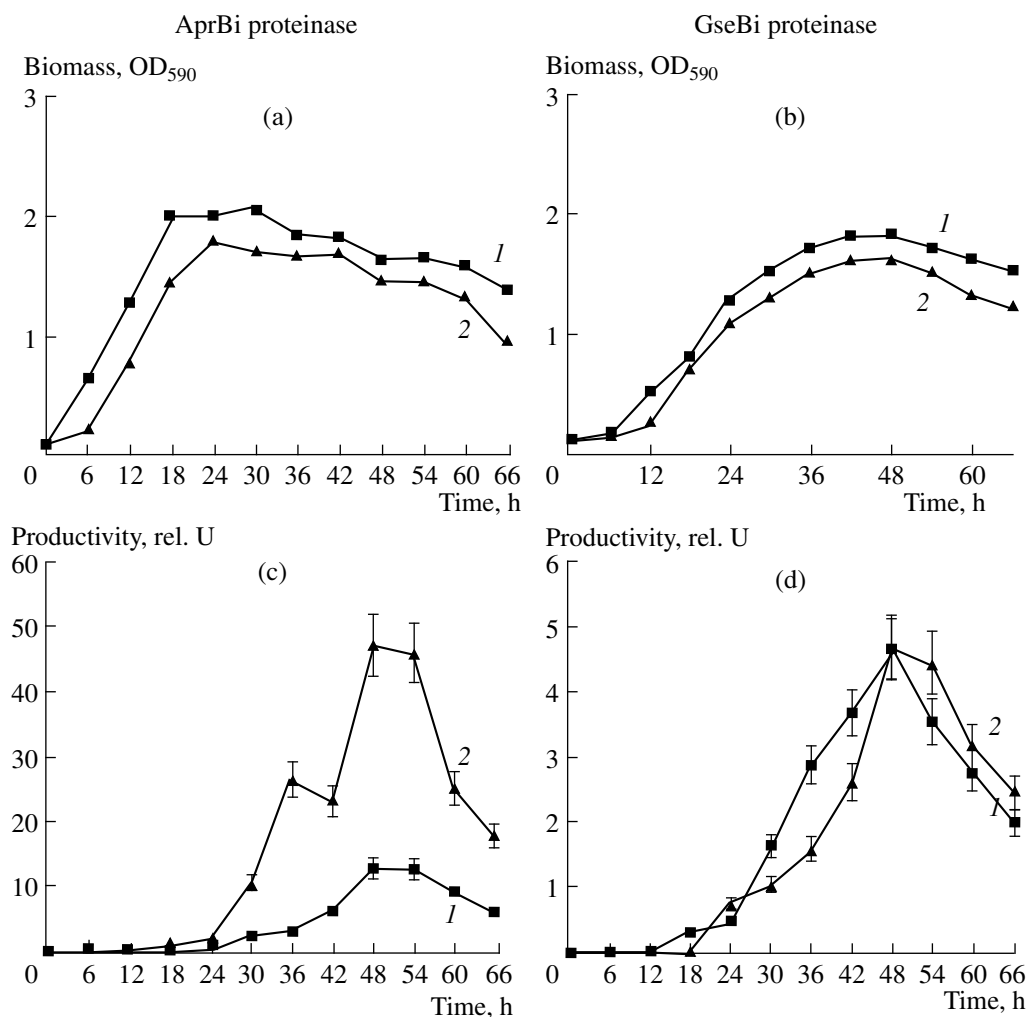 AprBi proteinase
GseBi proteinase
Biomass, OD590
3
(a)
2
1
1
2
0 6 12 18 24 30 36 42 48 54 60 66
Time, h
Biomass, OD590
3
(b)
2
1
1
2
0 12 24 36 48 60
Time, h
Productivity, rel. U
60
(c)
50
40
30
2
20
10
1
0 6 12 18 24 30 36 42 48 54 60 66
Time, h
Productivity, rel. U
6
(d)
5
4
3
2
2
1
1
0 6 12 18 24 30 36 42 48 54 60 66
Time, h